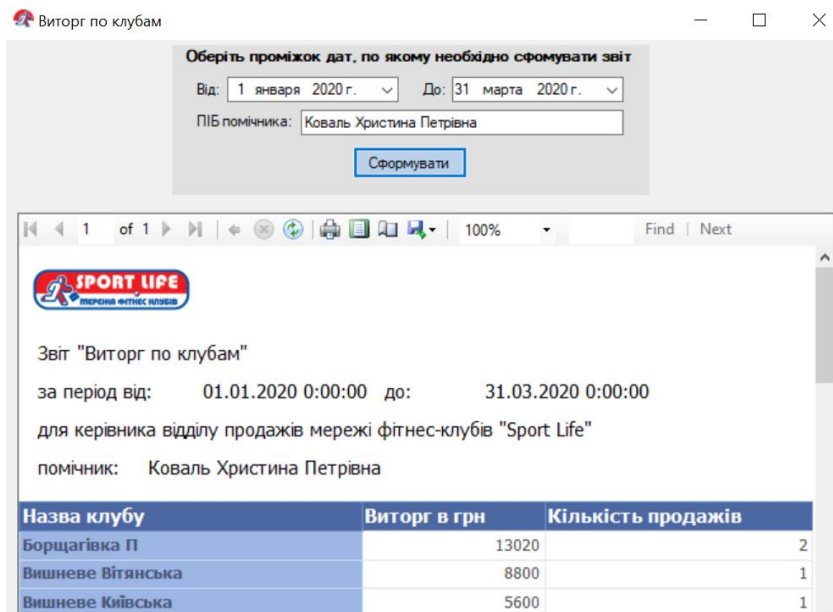 Виторг по клубам
Оберіть проміжок дат, по якому необхідно сфомувати звіт
Від: 1 января 2020 г. До: 31 марта 2020 г.
ПІБ помічника: Коваль Христина Петрівна
Сформувати
1 of 1 100% Find | Next
SPORT LIFE
МЕРЕЖА ФІТНЕС КЛУБІВ
Звіт "Виторг по клубам"
за період від: 01.01.2020 0:00:00 до: 31.03.2020 0:00:00
для керівника відділу продажів мережі фітнес-клубів "Sport Life"
помічник: Коваль Христина Петрівна
Назва клубу Виторг в грн Кількість продажів
Борщагівка П 13020 2
Вишневе Вітянська 8800 1
Вишневе Київська 5600 1